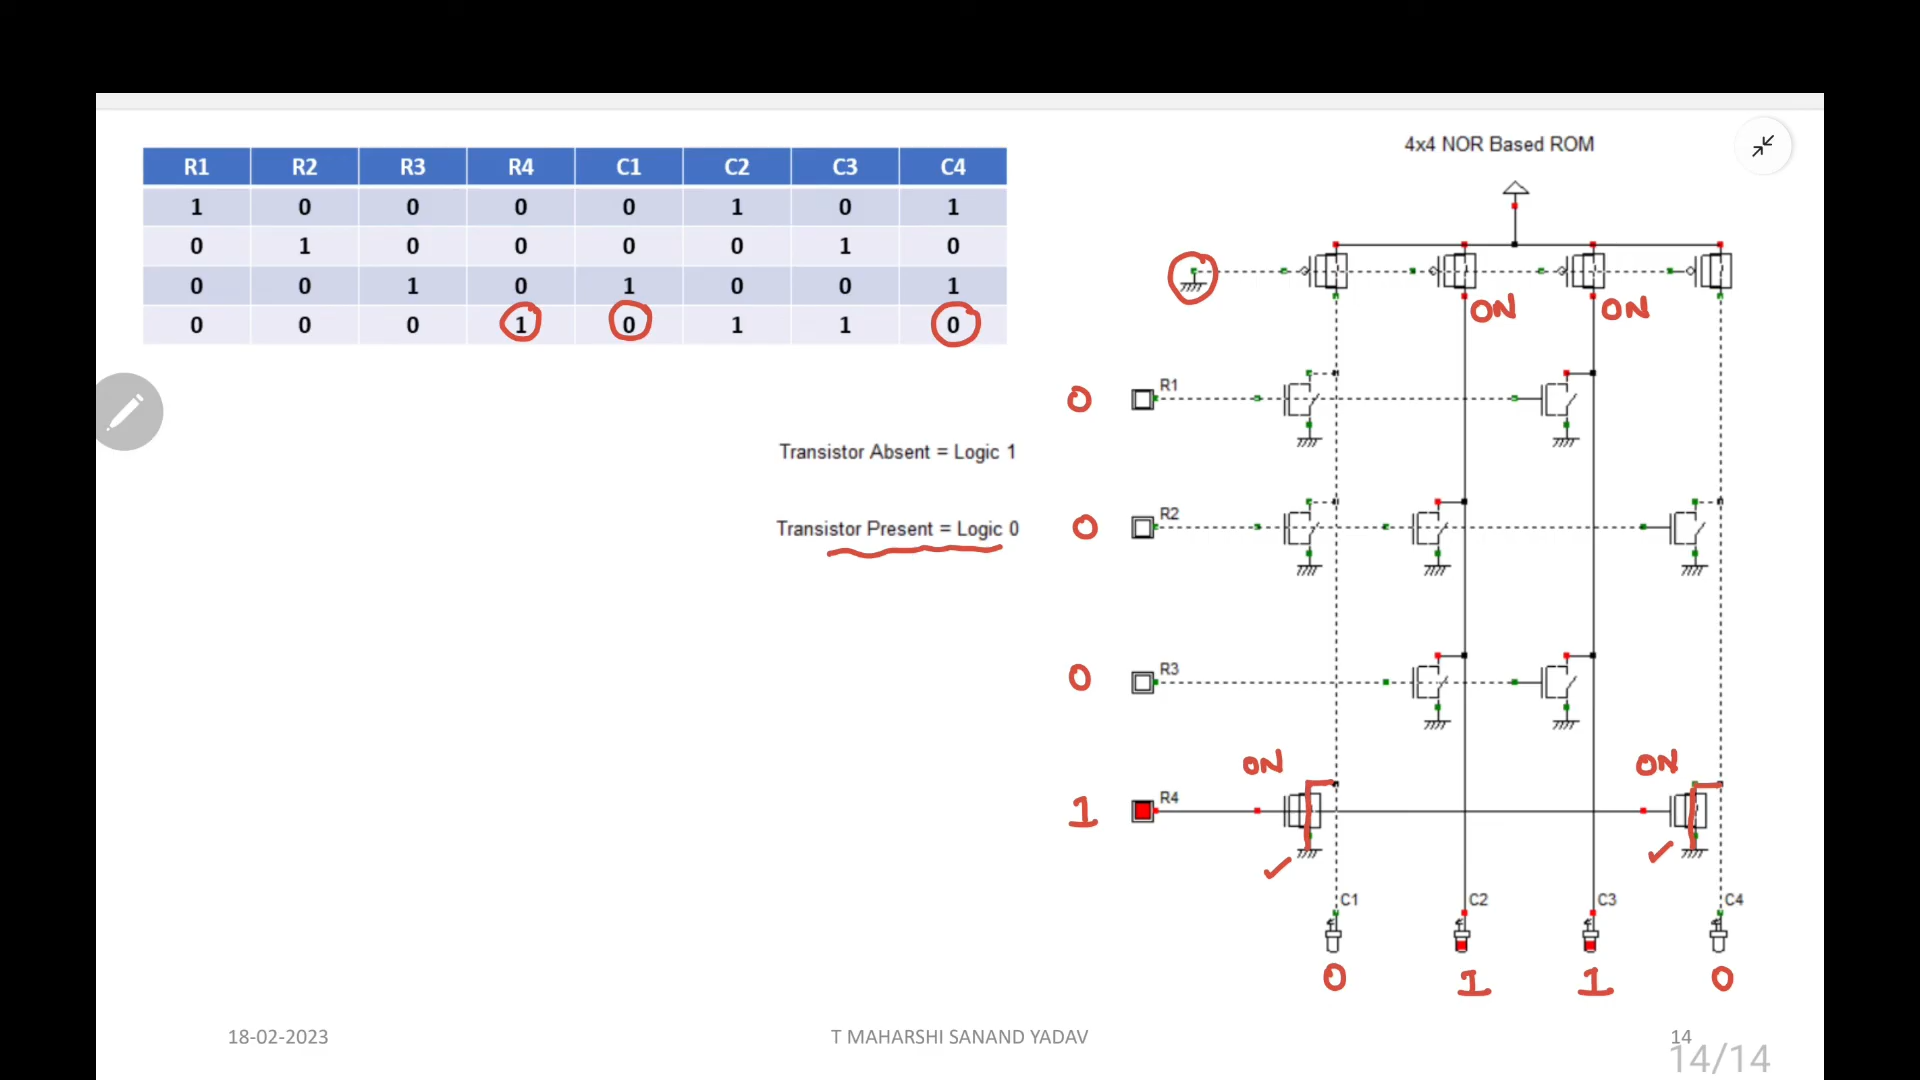 4x4 NOR Based ROM
R1 R2 R3 R4 C1 C2 C3 C4
1 0 0 0 0 1 0 1
0 1 0 0 0 0 1 0
0 0 1 0 1 0 0 1
0 0 0 1 0 1 1 0
ON ON
0 R1
Transistor Absent = Logic 1
Transistor Present = Logic 0
0 R2
0 R3
ON ON
1 R4
C1 C2 C3 C4
0 1 1 0
18-02-2023 T MAHARSHI SANAND YADAV 14
14/14